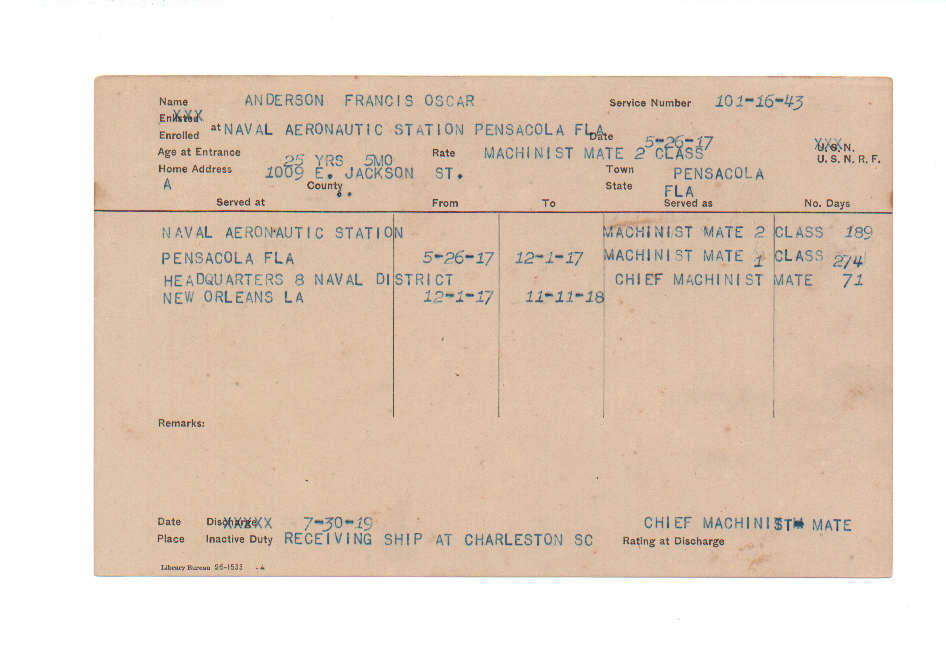 Name ANDERSON FRANCIS OSCAR Service Number 101-16-43
Enlisted XXX
Enrolled at NAVAL AERONAUTIC STATION PENSACOLA FLA Date 5-26-17 U.S.N. XXX
Age at Entrance 25 YRS 5MO Rate MACHINIST MATE 2 CLASS U. S. N. R. F.
Home Address 1009 E. JACKSON ST. Town PENSACOLA
A County State FLA
Served at From To Served as No. Days
NAVAL AERONAUTIC STATION MACHINIST MATE 2 CLASS 189
PENSACOLA FLA 5-26-17 12-1-17 MACHINIST MATE 1 CLASS 274
HEADQUARTERS 8 NAVAL DISTRICT CHIEF MACHINIST MATE 71
NEW ORLEANS LA 12-1-17 11-11-18
Remarks:
Date Discharge XXXXX 7-30-19 CHIEF MACHINIST MATE
Place Inactive Duty RECEIVING SHIP AT CHARLESTON SC Rating at Discharge
Library Bureau 26-1533